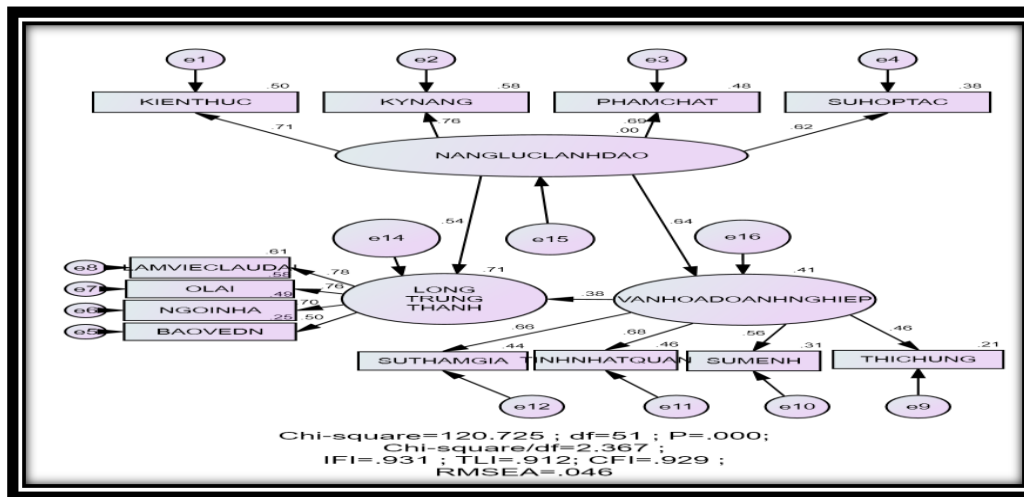 e1 e2 e3 e4
.50 .58 .48 .38
KIENTHUC KYNANG PHAMCHAT SUHOPTAC
.71 .76 .69 .62
.00
NANGLUCLANHDAO
.54 .64
e14 e15 e16
.61 .71 .41
e8 LAMVIECLAUDAI .78
.58
e7 OLAI .76
.49
e6 NGOINHA .70
.25
e5 BAOVEDN .50
LONG
TRUNG
THANH
.38
VANHOADOANHNGHIEP
.66 .68 .56 .46
.44 .46 .31 .21
SUTHAMGIA TINHNHATQUAN SUMENH THICHUNG
e12 e11 e10 e9
Chi-square=120.725 ; df=51 ; P=.000;
Chi-square/df=2.367 ;
IFI=.931 ; TLI=.912; CFI=.929 ;
RMSEA=.046